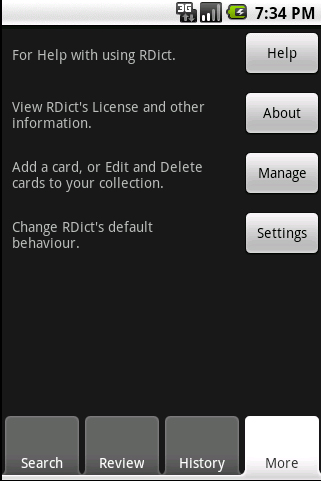 3G 7:34 PM
For Help with using RDict.
Help
View RDict's License and other
information.
About
Add a card, or Edit and Delete
cards to your collection.
Manage
Change RDict's default
behaviour.
Settings
Search Review History More